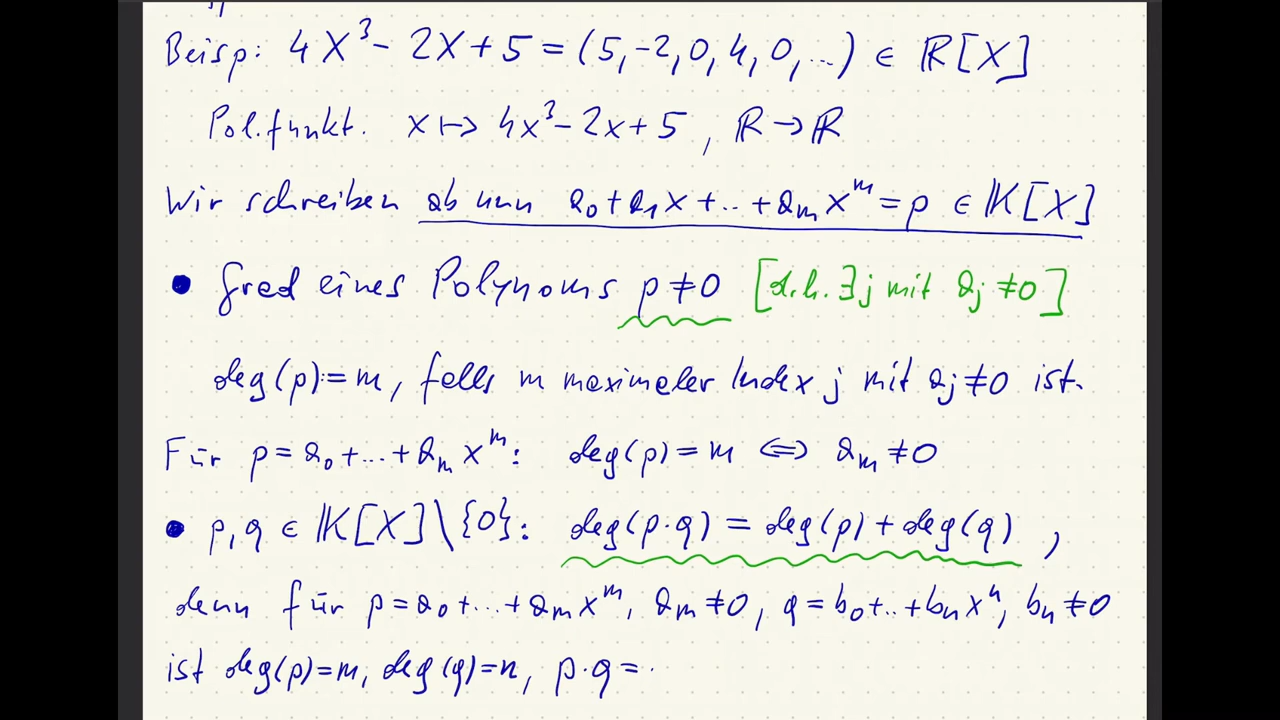 Beisp: 4X³ - 2X + 5 = (5, -2, 0, 4, 0, ...) ∈ ℝ[X]
Pol.funkt. x ↦ 4x³ - 2x + 5, ℝ → ℝ
Wir schreiben ab nun a₀ + a₁X + .. + aₘXᵐ = p ∈ 𝕂[X]
• Grad eines Polynoms p ≠ 0 [d.h. ∃j mit aⱼ ≠ 0]
deg(p) := m, falls m maximaler Index j mit aⱼ ≠ 0 ist.
Für p = a₀ + ... + aₘXᵐ: deg(p) = m ⇔ aₘ ≠ 0
• p, q ∈ 𝕂[X] \ {0}: deg(p·q) = deg(p) + deg(q),
denn für p = a₀ + ... + aₘXᵐ, aₘ ≠ 0, q = b₀ + .. + bₙXⁿ, bₙ ≠ 0
ist deg(p) = m, deg(q) = n, p·q =